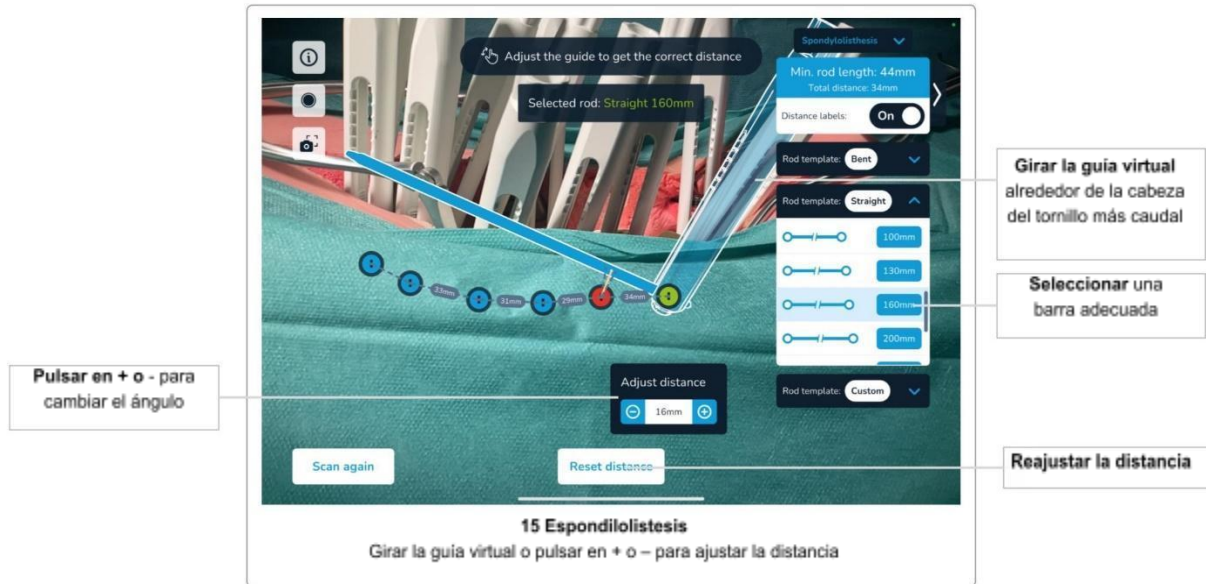 Spondylolisthesis
Adjust the guide to get the correct distance
Min. rod length: 44mm
Total distance: 34mm
Selected rod: Straight 160mm
Distance labels: On
Rod template: Bent
Rod template: Straight
100mm
130mm
160mm
200mm
Rod template: Custom
23mm
31mm
29mm
34mm
Adjust distance
16mm
Scan again
Reset distance
Girar la guía virtual
alrededor de la cabeza
del tornillo más caudal
Seleccionar una
barra adecuada
Pulsar en + o - para
cambiar el ángulo
Reajustar la distancia
15 Espondilolistesis
Girar la guía virtual o pulsar en + o – para ajustar la distancia